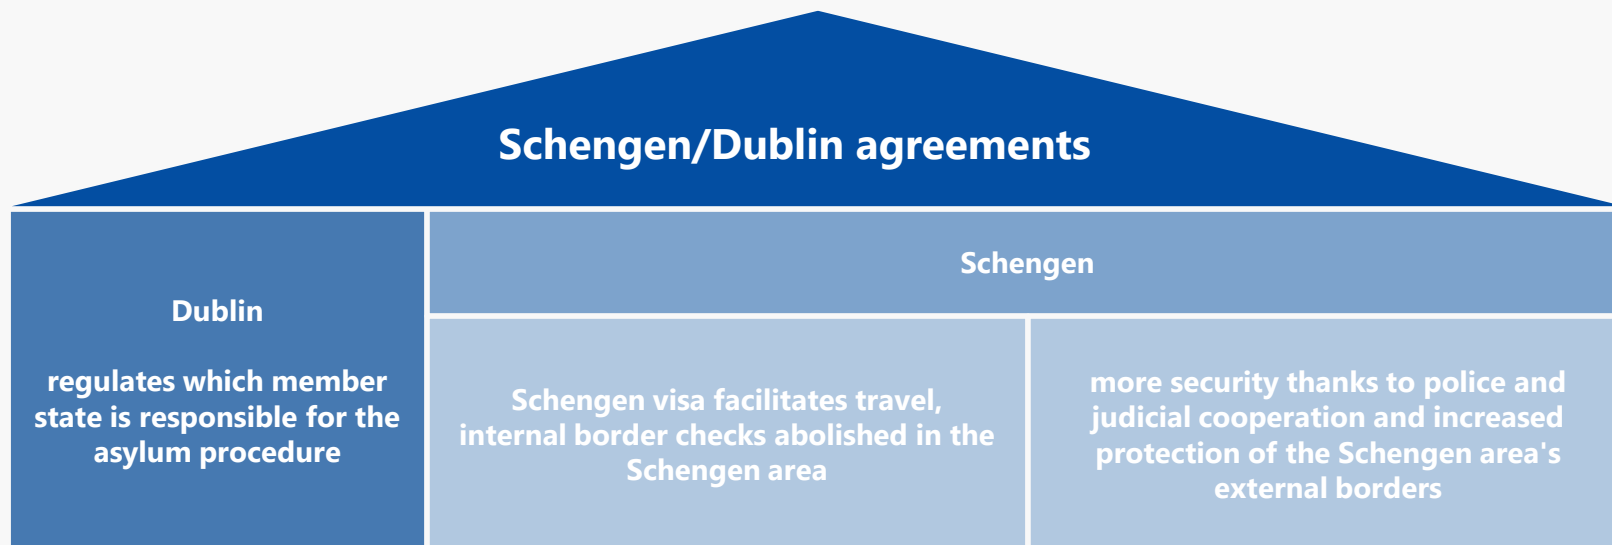 Schengen/Dublin agreements
Dublin
regulates which member
state is responsible for the
asylum procedure
Schengen
Schengen visa facilitates travel,
internal border checks abolished in the
Schengen area
more security thanks to police and
judicial cooperation and increased
protection of the Schengen area's
external borders